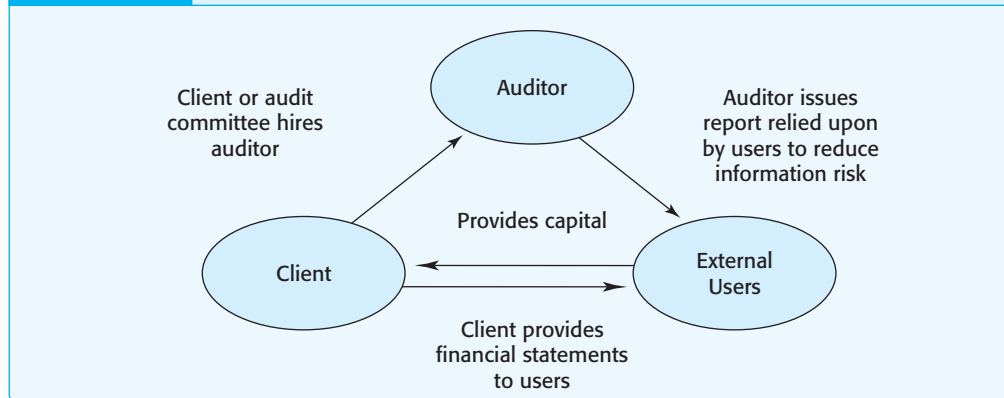 Auditor
Client or audit
committee hires
auditor
Auditor issues
report relied upon
by users to reduce
information risk
Provides capital
Client
External
Users
Client provides
financial statements
to users